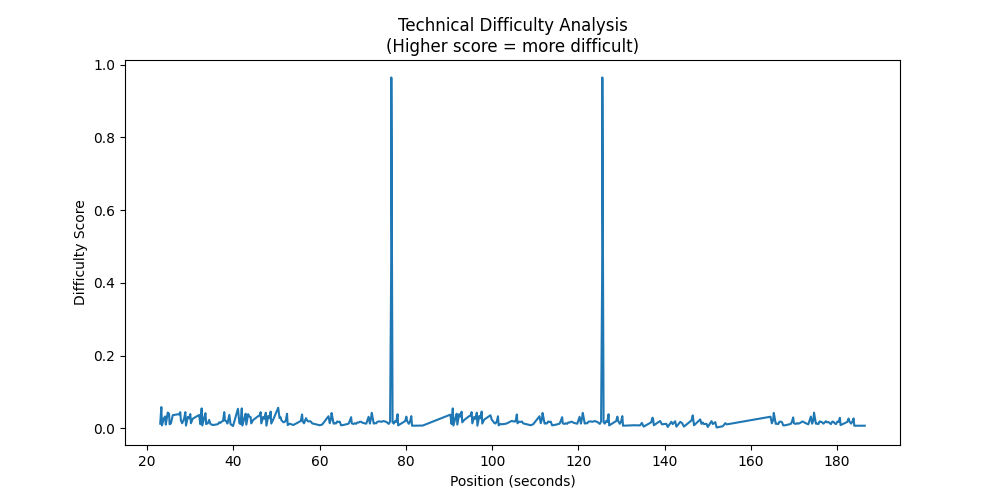 Technical Difficulty Analysis
(Higher score = more difficult)
1.0
0.8
0.6
0.4
0.2
0.0
Difficulty Score
20 40 60 80 100 120 140 160 180
Position (seconds)